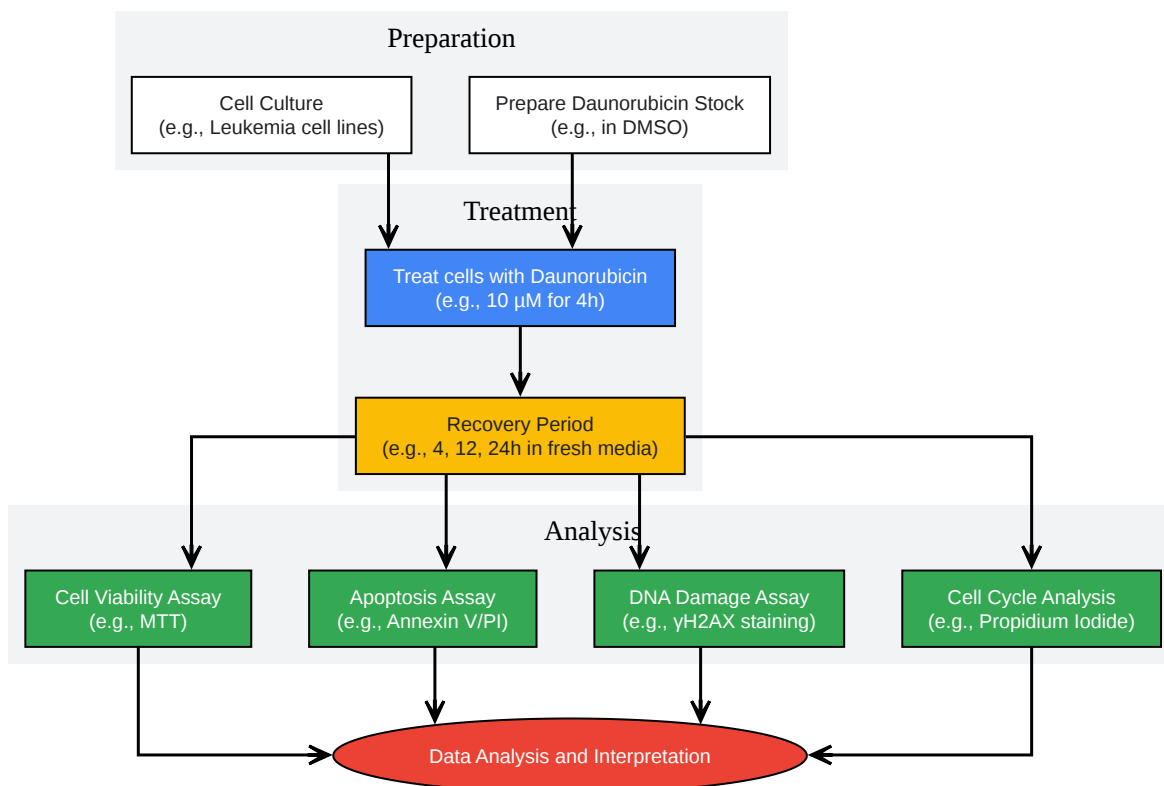 Preparation
Cell Culture
(e.g., Leukemia cell lines)
Prepare Daunorubicin Stock
(e.g., in DMSO)
Treatment
Treat cells with Daunorubicin
(e.g., 10 µM for 4h)
Recovery Period
(e.g., 4, 12, 24h in fresh media)
Analysis
Cell Viability Assay
(e.g., MTT)
Apoptosis Assay
(e.g., Annexin V/PI)
DNA Damage Assay
(e.g., γH2AX staining)
Cell Cycle Analysis
(e.g., Propidium Iodide)
Data Analysis and Interpretation